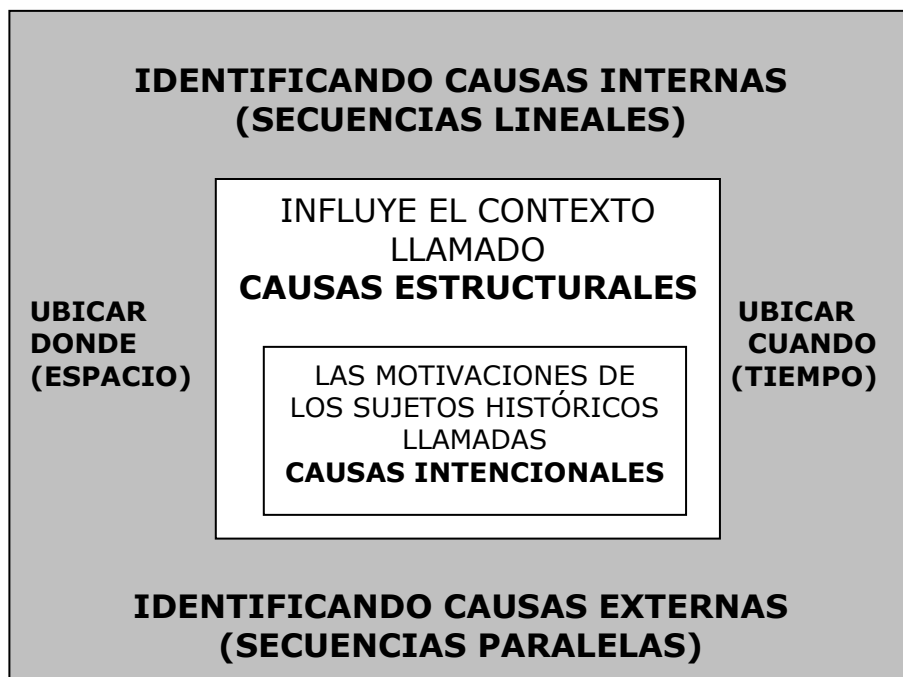 IDENTIFICANDO CAUSAS INTERNAS
(SECUENCIAS LINEALES)
INFLUYE EL CONTEXTO
LLAMADO
CAUSAS ESTRUCTURALES
UBICAR
DONDE
(ESPACIO)
UBICAR
CUANDO
(TIEMPO)
LAS MOTIVACIONES DE
LOS SUJETOS HISTÓRICOS
LLAMADAS
CAUSAS INTENCIONALES
IDENTIFICANDO CAUSAS EXTERNAS
(SECUENCIAS PARALELAS)